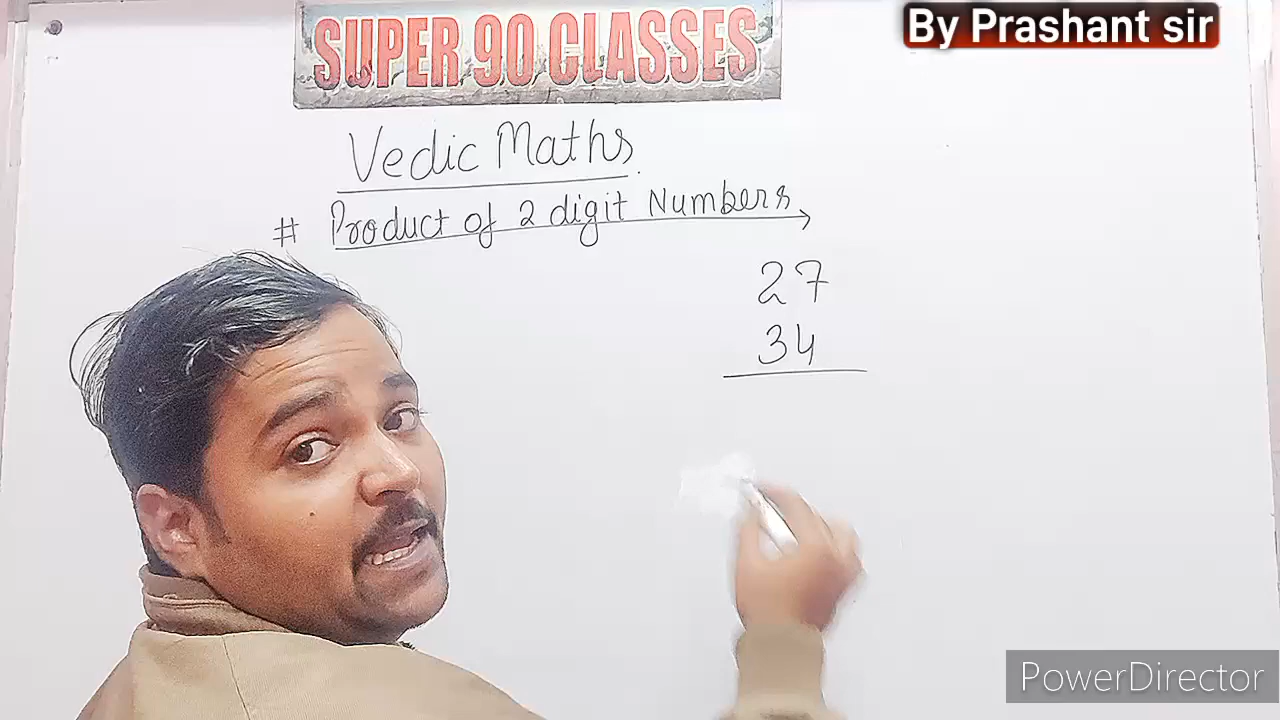 By Prashant sir
SUPER 90 CLASSES
Vedic Maths.
# Product of 2 digit Numbers
27
34
PowerDirector